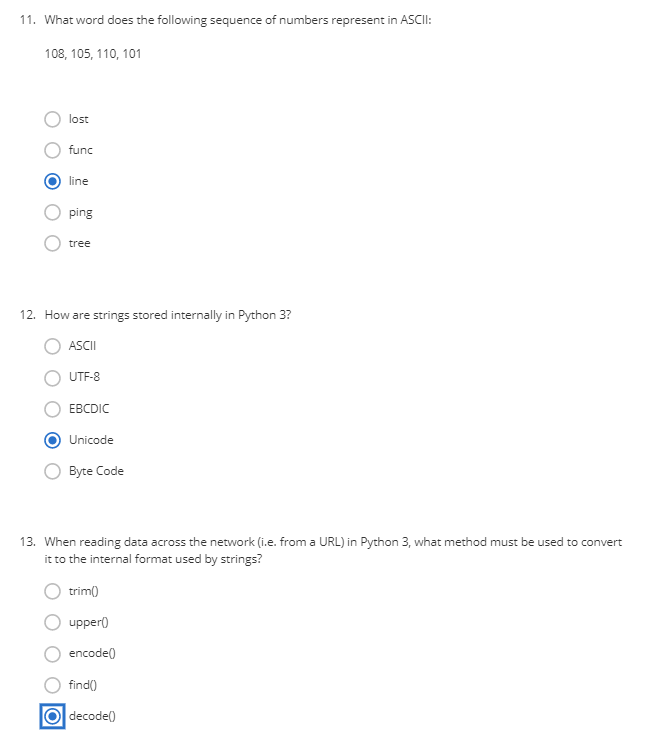 11. What word does the following sequence of numbers represent in ASCII:
108, 105, 110, 101
lost
func
line
ping
tree
12. How are strings stored internally in Python 3?
ASCII
UTF-8
EBCDIC
Unicode
Byte Code
13. When reading data across the network (i.e. from a URL) in Python 3, what method must be used to convert
it to the internal format used by strings?
trim()
upper()
encode()
find()
decode()